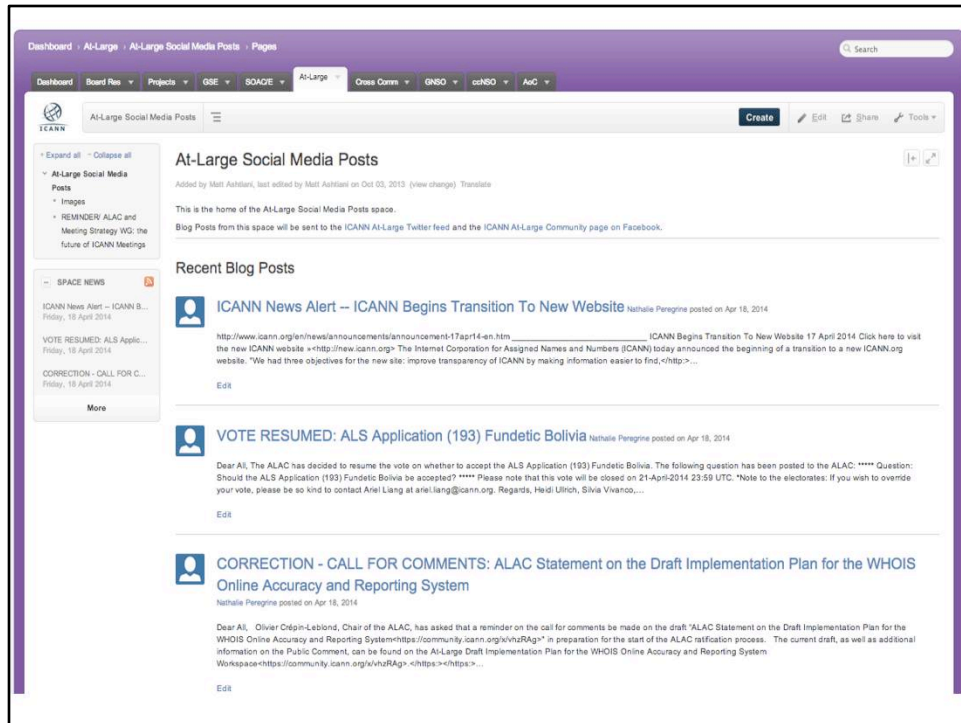 Dashboard › At-Large › At-Large Social Media Posts › Pages
Search
Dashboard Board Res Projects GSE SOAC/E At-Large Cross Comm GNSO ccNSO AoC
ICANN
At-Large Social Media Posts
Create Edit Share Tools
Expand all Collapse all
At-Large Social Media
Posts
Images
REMINDER/ ALAC and
Meeting Strategy WG: the
future of ICANN Meetings
SPACE NEWS
ICANN News Alert -- ICANN B...
Friday, 18 April 2014
VOTE RESUMED: ALS Applic...
Friday, 18 April 2014
CORRECTION - CALL FOR C...
Friday, 18 April 2014
More
At-Large Social Media Posts
Added by Matt Ashtiani, last edited by Matt Ashtiani on Oct 03, 2013 (view change) Translate
This is the home of the At-Large Social Media Posts space.
Blog Posts from this space will be sent to the ICANN At-Large Twitter feed and the ICANN At-Large Community page on Facebook.
Recent Blog Posts
ICANN News Alert -- ICANN Begins Transition To New Website Nathalie Peregrine posted on Apr 18, 2014
http://www.icann.org/en/news/announcements/announcement-17apr14-en.htm ______________________________ ICANN Begins Transition To New Website 17 April 2014 Click here to visit
the new ICANN website »<http://new.icann.org> The Internet Corporation for Assigned Names and Numbers (ICANN) today announced the beginning of a transition to a new ICANN.org
website. "We had three objectives for the new site: improve transparency of ICANN by making information easier to find,</http:>...
Edit
VOTE RESUMED: ALS Application (193) Fundetic Bolivia Nathalie Peregrine posted on Apr 18, 2014
Dear All, The ALAC has decided to resume the vote on whether to accept the ALS Application (193) Fundetic Bolivia. The following question has been posted to the ALAC: ***** Question:
Should the ALS Application (193) Fundetic Bolivia be accepted? ***** Please note that this vote will be closed on 21-April-2014 23:59 UTC. *Note to the electorates: If you wish to override
your vote, please be so kind to contact Ariel Liang at ariel.liang@icann.org. Regards, Heidi Ullrich, Silvia Vivanco,...
Edit
CORRECTION - CALL FOR COMMENTS: ALAC Statement on the Draft Implementation Plan for the WHOIS
Online Accuracy and Reporting System
Nathalie Peregrine posted on Apr 18, 2014
Dear All, Olivier Crépin-Leblond, Chair of the ALAC, has asked that a reminder on the call for comments be made on the draft "ALAC Statement on the Draft Implementation Plan for the
WHOIS Online Accuracy and Reporting System<https://community.icann.org/x/vhzRAg>" in preparation for the start of the ALAC ratification process. The current draft, as well as additional
information on the Public Comment, can be found on the At-Large Draft Implementation Plan for the WHOIS Online Accuracy and Reporting System
Workspace<https://community.icann.org/x/vhzRAg>.</https:></https:>...
Edit